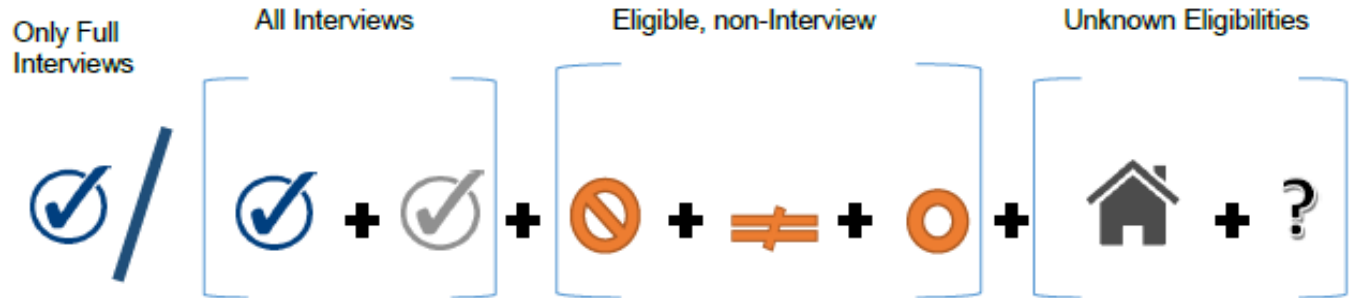 Only Full
Interviews
All Interviews
Eligible, non-Interview
Unknown Eligibilities
/
+ + + + + + +
?